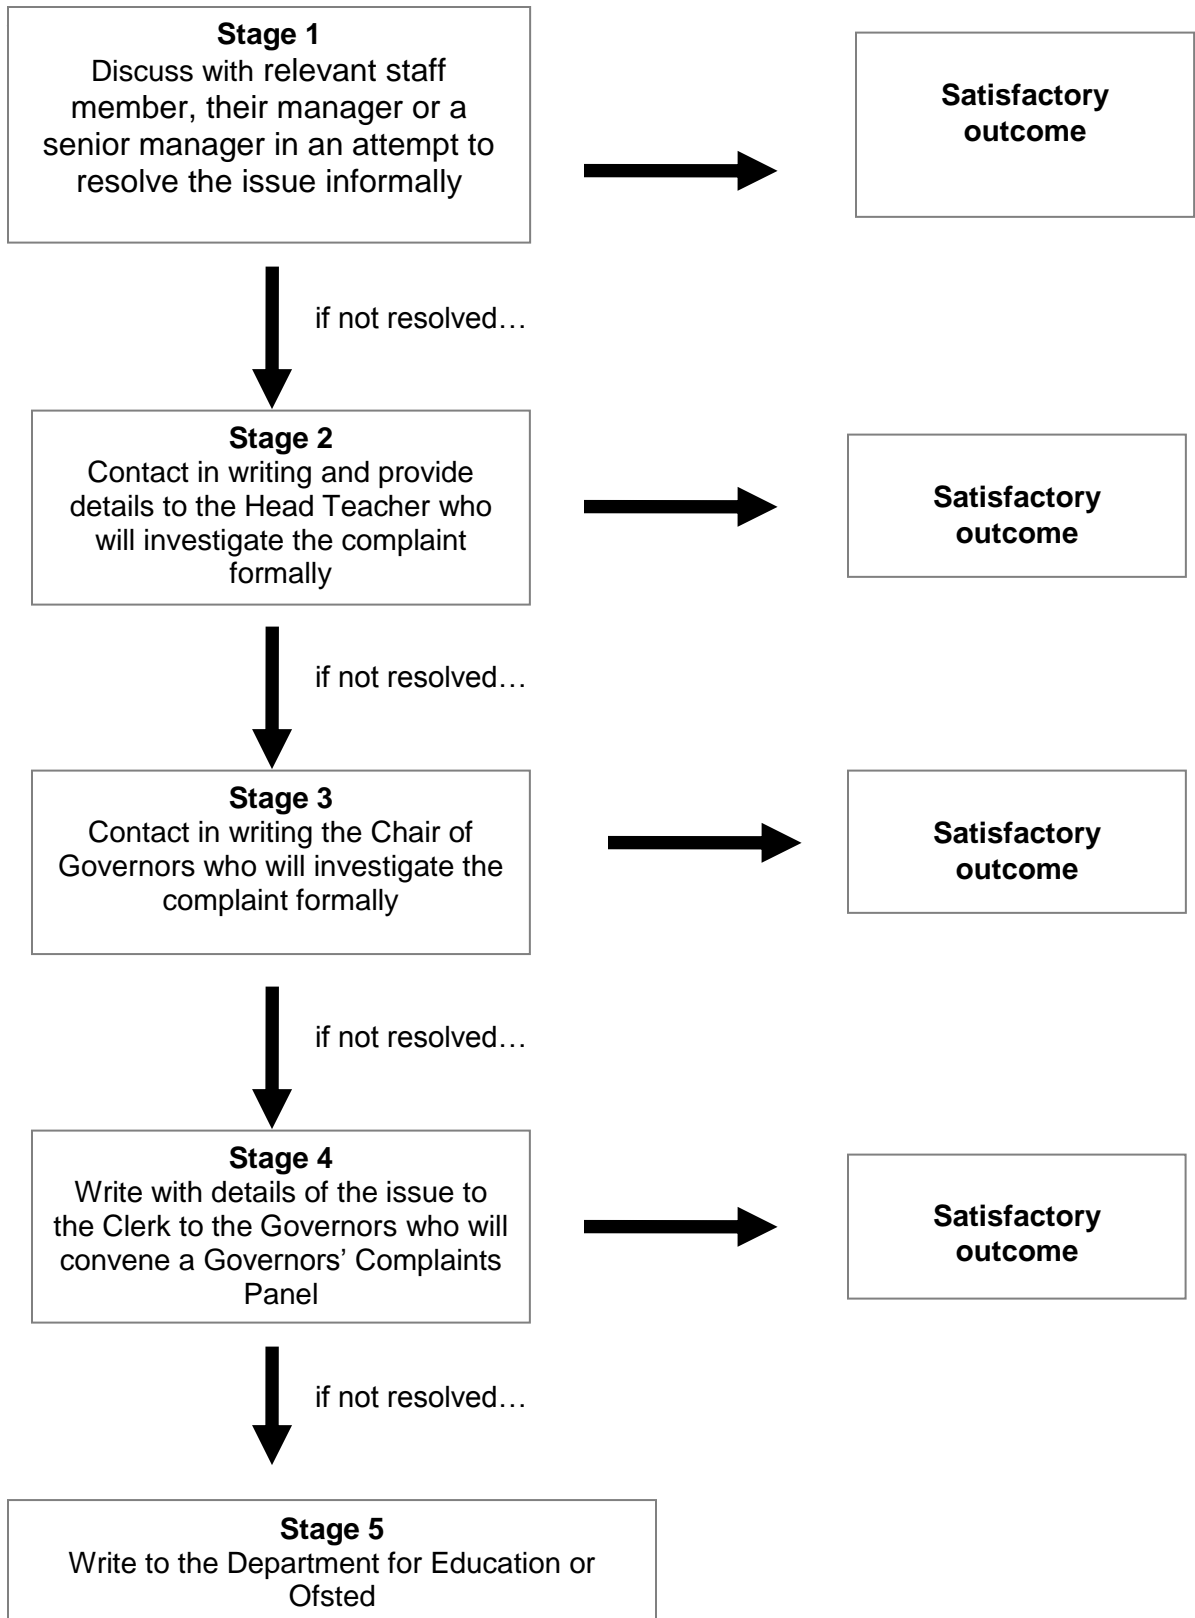 Stage 1
Discuss with relevant staff
member, their manager or a
senior manager in an attempt to
resolve the issue informally
Satisfactory
outcome
if not resolved…
Stage 2
Contact in writing and provide
details to the Head Teacher who
will investigate the complaint
formally
Satisfactory
outcome
if not resolved…
Stage 3
Contact in writing the Chair of
Governors who will investigate the
complaint formally
Satisfactory
outcome
if not resolved…
Stage 4
Write with details of the issue to
the Clerk to the Governors who will
convene a Governors’ Complaints
Panel
Satisfactory
outcome
if not resolved…
Stage 5
Write to the Department for Education or
Ofsted